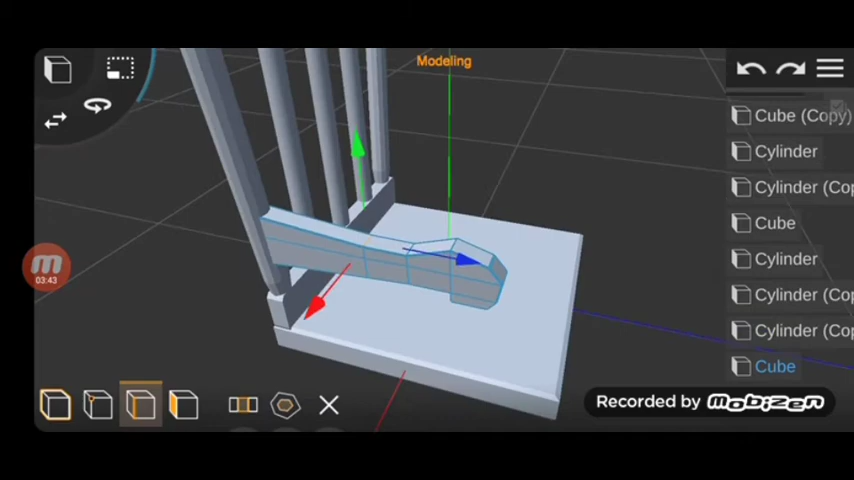 Modeling
Cube (Copy)
Cylinder
Cylinder (Cop
Cube
Cylinder
Cylinder (Cop
Cylinder (Cop
Cube
03:43
Recorded by mobizen